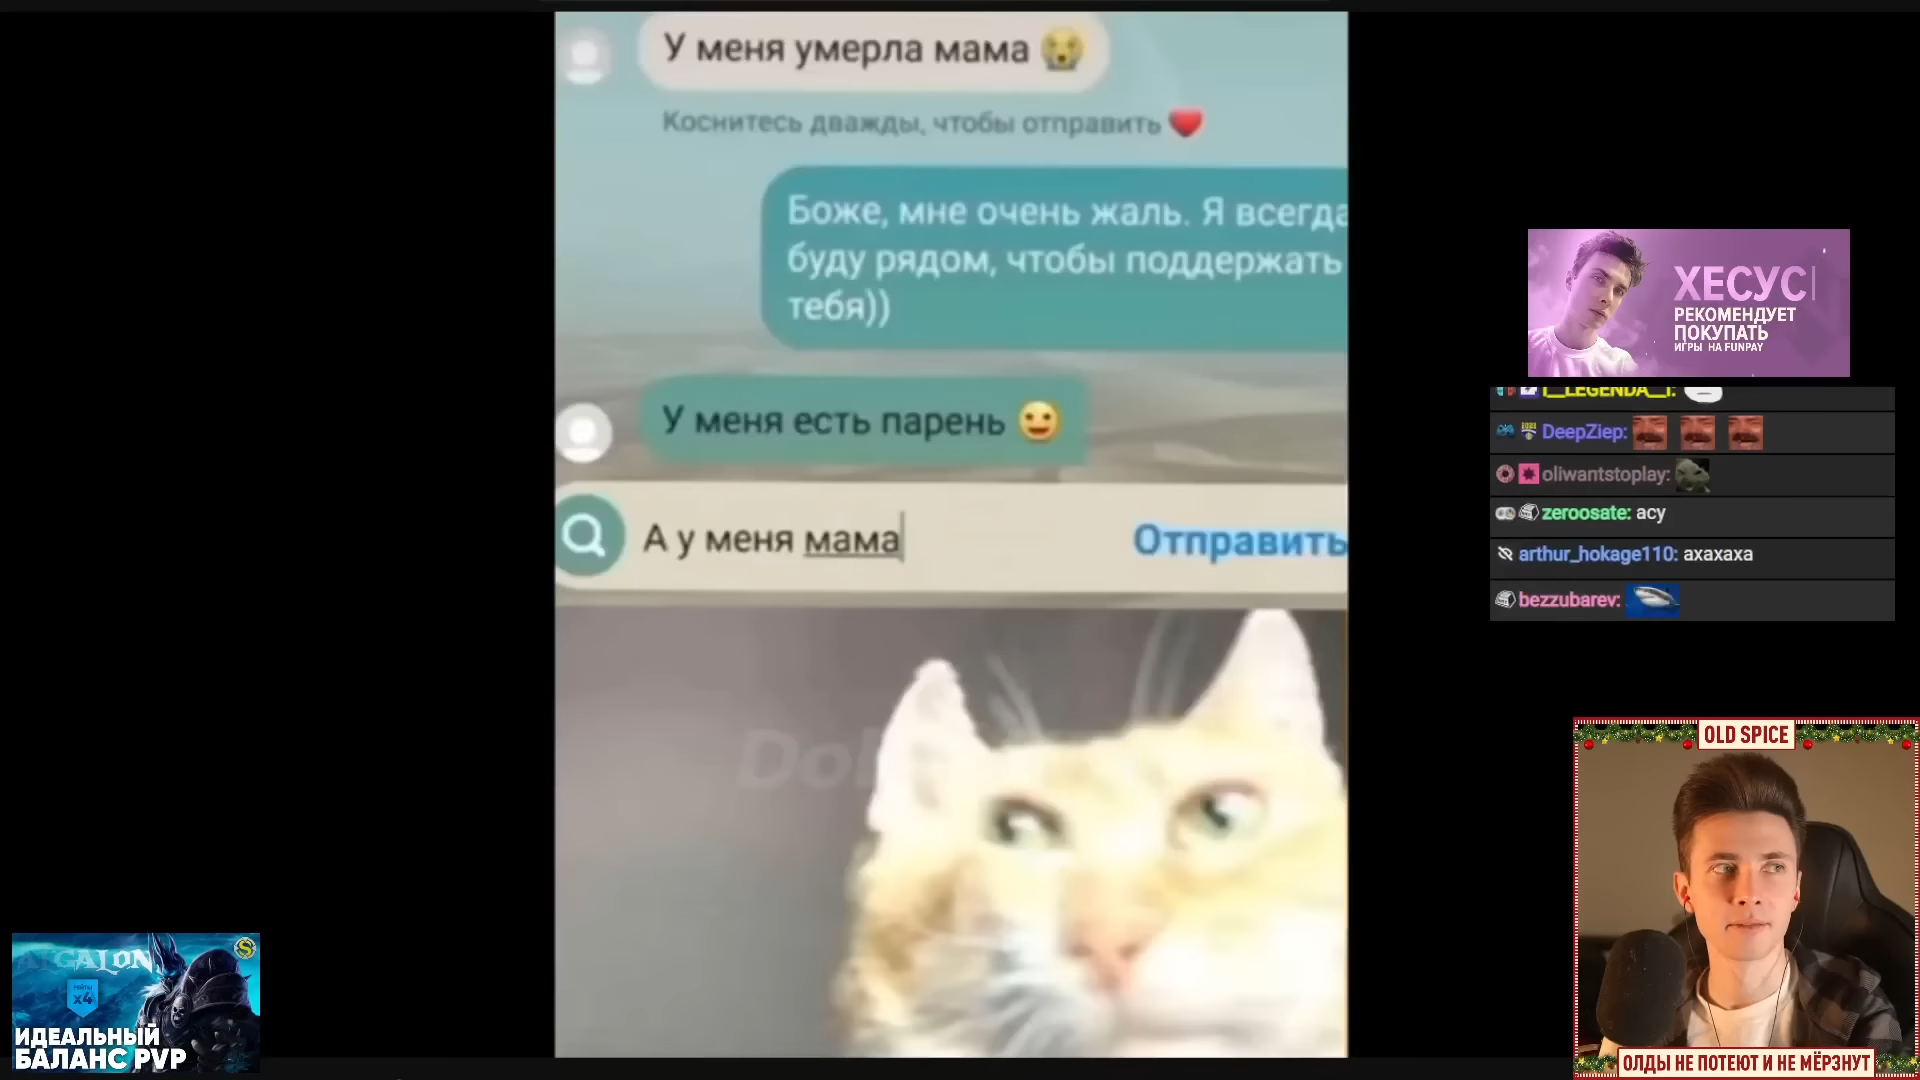 У меня умерла мама 😭
Коснитесь дважды, чтобы отправить ❤️
Боже, мне очень жаль. Я всегда
буду рядом, чтобы поддержать
тебя))
У меня есть парень 😀
А у меня мама
Отправить
ХЕСУС
РЕКОМЕНДУЕТ
ПОКУПАТЬ
ИГРЫ НА FUNPAY
DeepZiep:
oliwantstoplay:
zeroosate: асу
arthur_hokage110: ахахаха
bezzubarev:
OLD SPICE
ОЛДЫ НЕ ПОТЕЮТ И НЕ МЁРЗНУТ
x4
ИДЕАЛЬНЫЙ
БАЛАНС PVP